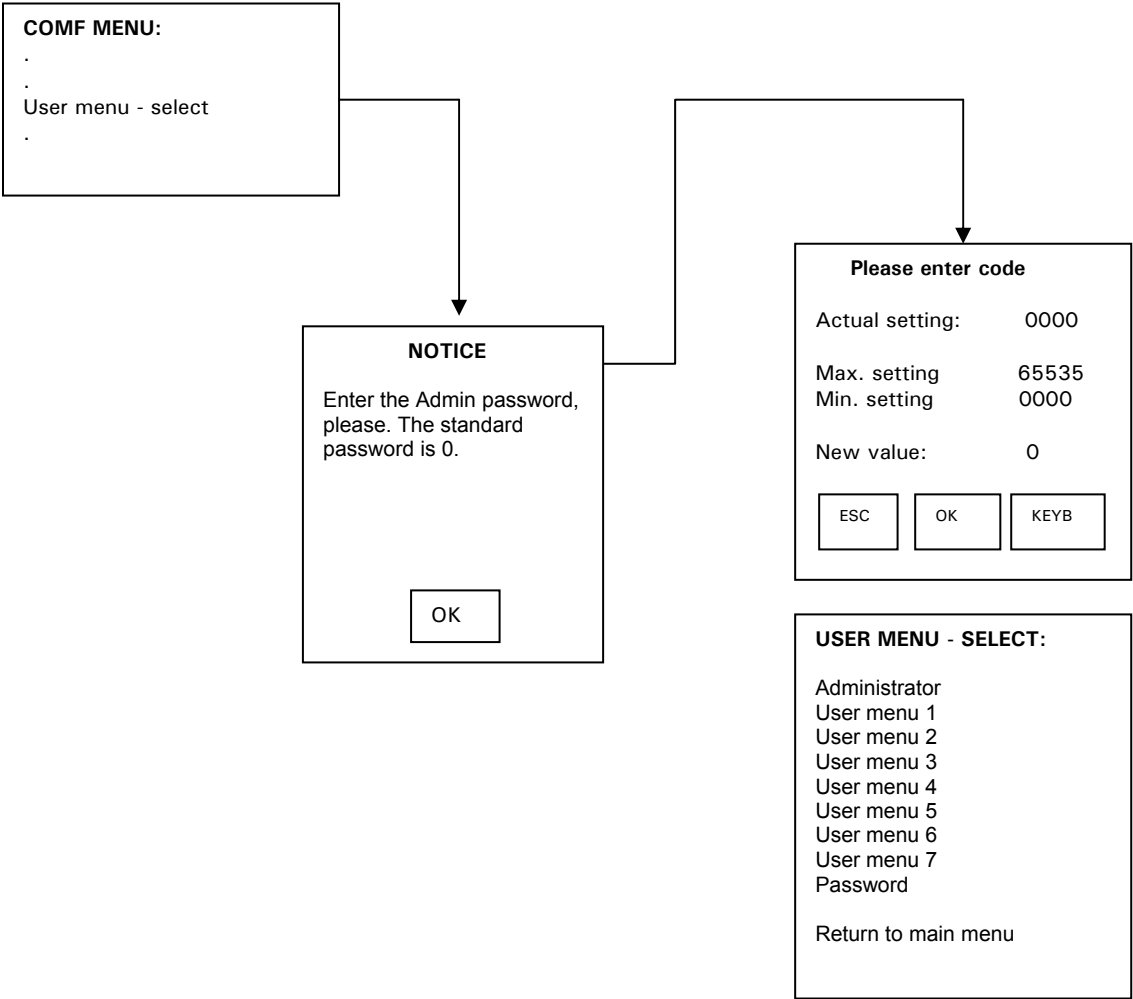 COMF MENU:
.
.
User menu - select
.
NOTICE
Enter the Admin password,
please. The standard
password is 0.
OK
Please enter code
Actual setting: 0000
Max. setting 65535
Min. setting 0000
New value: 0
ESC OK KEYB
USER MENU - SELECT:
Administrator
User menu 1
User menu 2
User menu 3
User menu 4
User menu 5
User menu 6
User menu 7
Password
Return to main menu